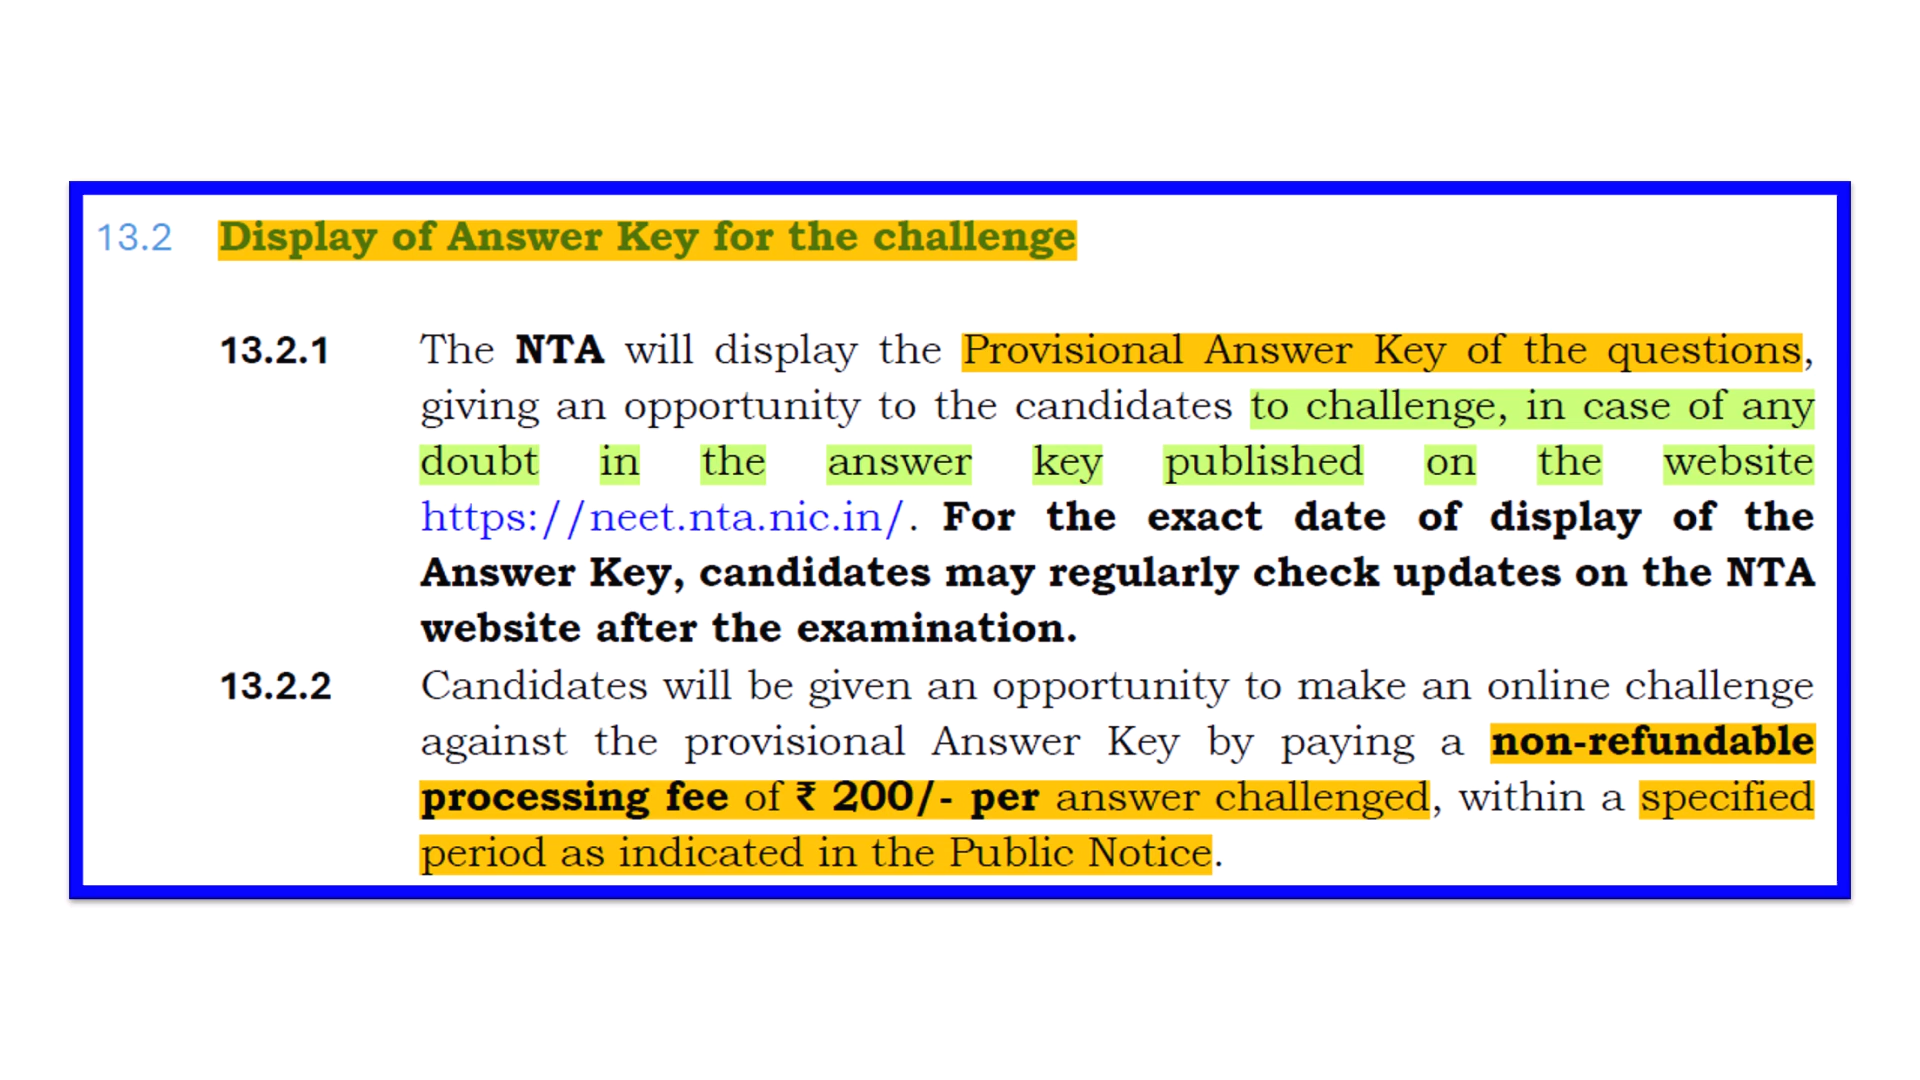 13.2 Display of Answer Key for the challenge
13.2.1 The NTA will display the Provisional Answer Key of the questions,
giving an opportunity to the candidates to challenge, in case of any
doubt in the answer key published on the website
https://neet.nta.nic.in/. For the exact date of display of the
Answer Key, candidates may regularly check updates on the NTA
website after the examination.
13.2.2 Candidates will be given an opportunity to make an online challenge
against the provisional Answer Key by paying a non-refundable
processing fee of ₹ 200/- per answer challenged, within a specified
period as indicated in the Public Notice.